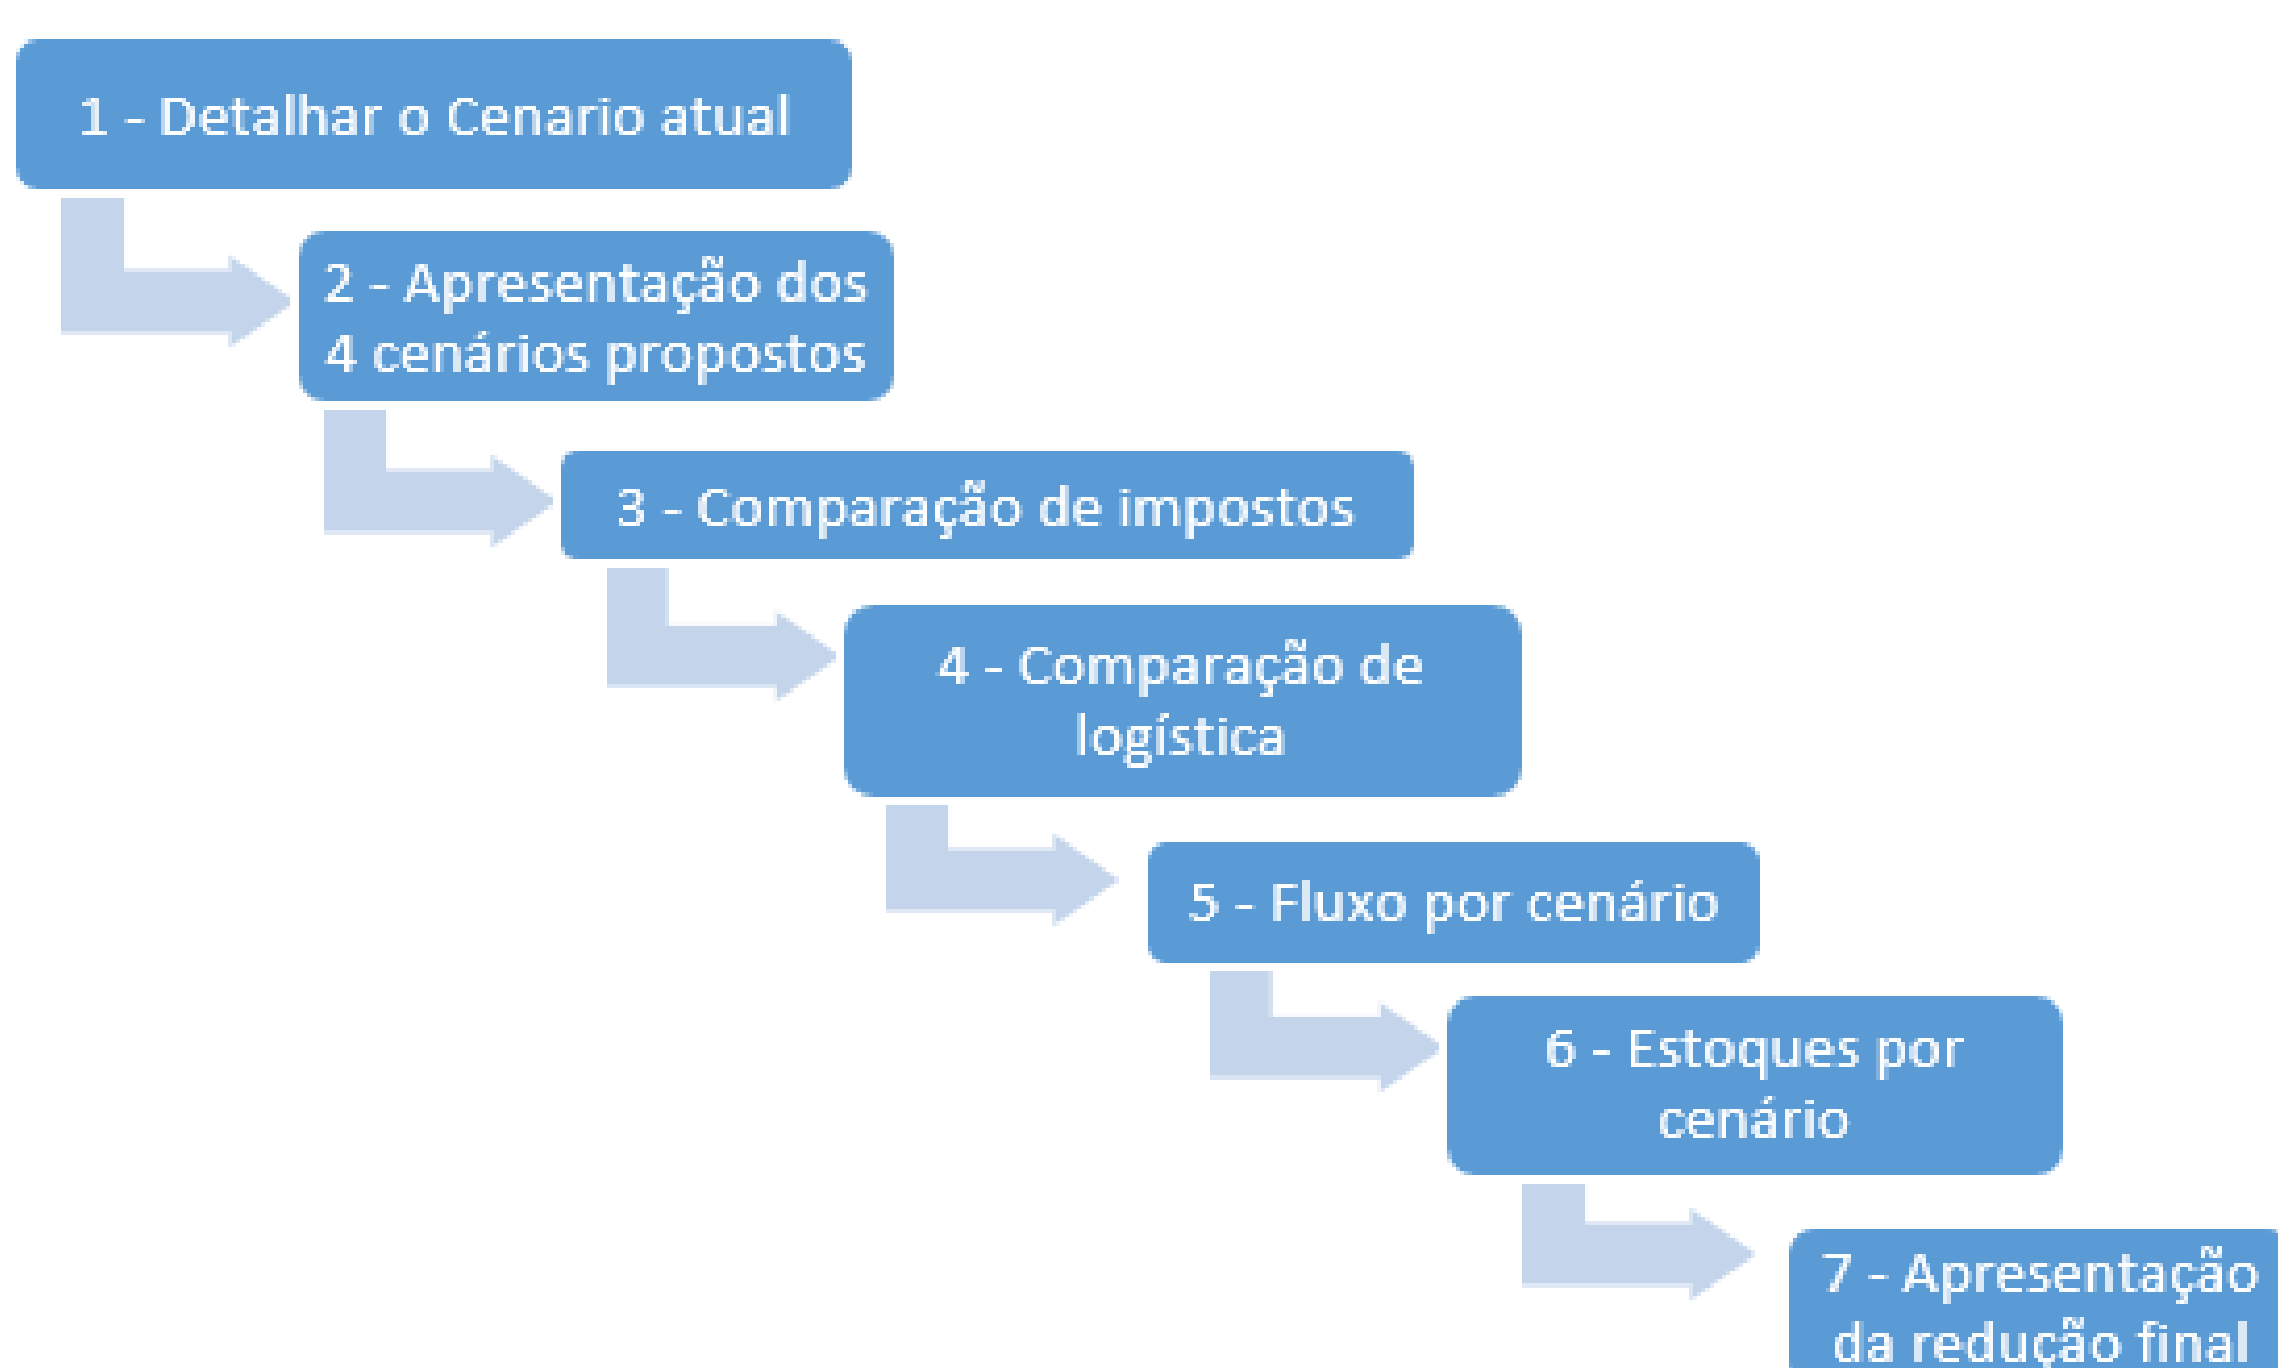 1 - Detalhar o Cenario atual
2 - Apresentação dos
4 cenários propostos
3 - Comparação de impostos
4 - Comparação de
logística
5 - Fluxo por cenário
6 - Estoques por
cenário
7 - Apresentação
da redução final